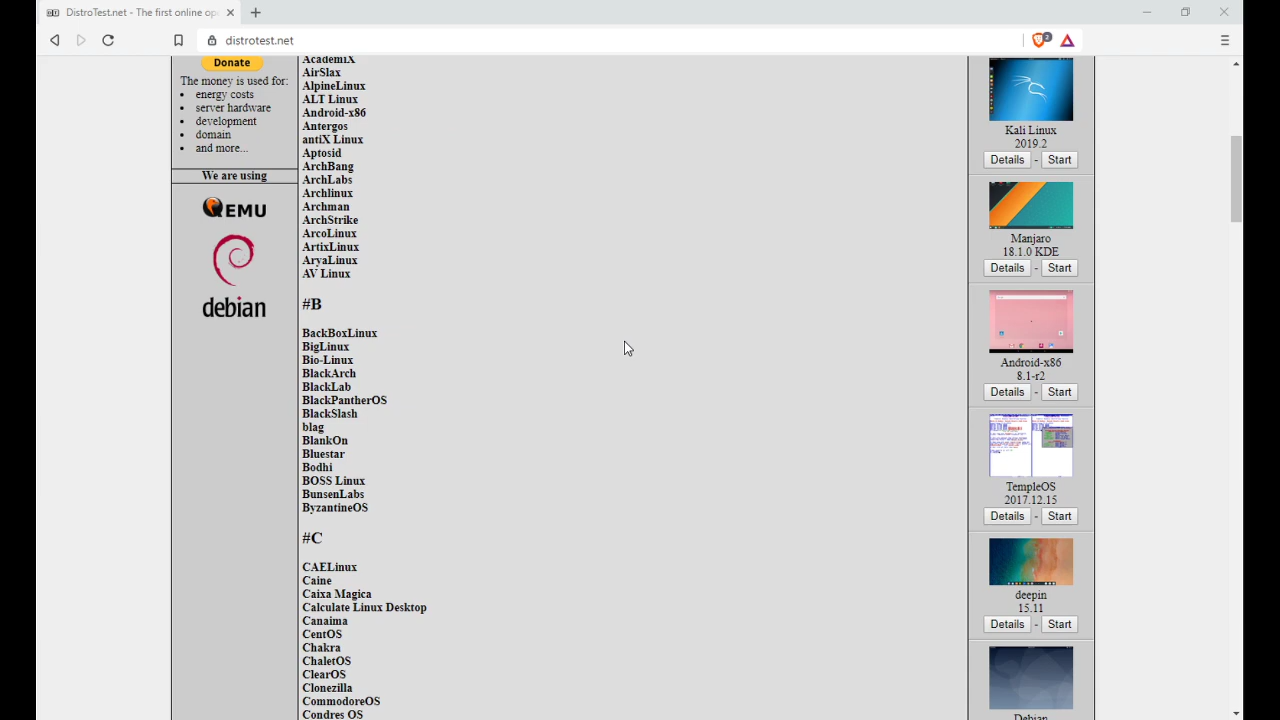 DistroTest.net - The first online ope
distrotest.net
2
Donate
The money is used for:
energy costs
server hardware
development
domain
and more...
We are using
QEMU
debian
AcademiX
AirSlax
AlpineLinux
ALT Linux
Android-x86
Antergos
antiX Linux
Aptosid
ArchBang
ArchLabs
Archlinux
Archman
ArchStrike
ArcoLinux
ArtixLinux
AryaLinux
AV Linux
#B
BackBoxLinux
BigLinux
Bio-Linux
BlackArch
BlackLab
BlackPantherOS
BlackSlash
blag
BlankOn
Bluestar
Bodhi
BOSS Linux
BunsenLabs
ByzantineOS
#C
CAELinux
Caine
Caixa Magica
Calculate Linux Desktop
Canaima
CentOS
Chakra
ChaletOS
ClearOS
Clonezilla
CommodoreOS
Condres OS
Kali Linux
2019.2
Details - Start
Manjaro
18.1.0 KDE
Details - Start
Android-x86
8.1-r2
Details - Start
TempleOS
2017.12.15
Details - Start
deepin
15.11
Details - Start
Debian